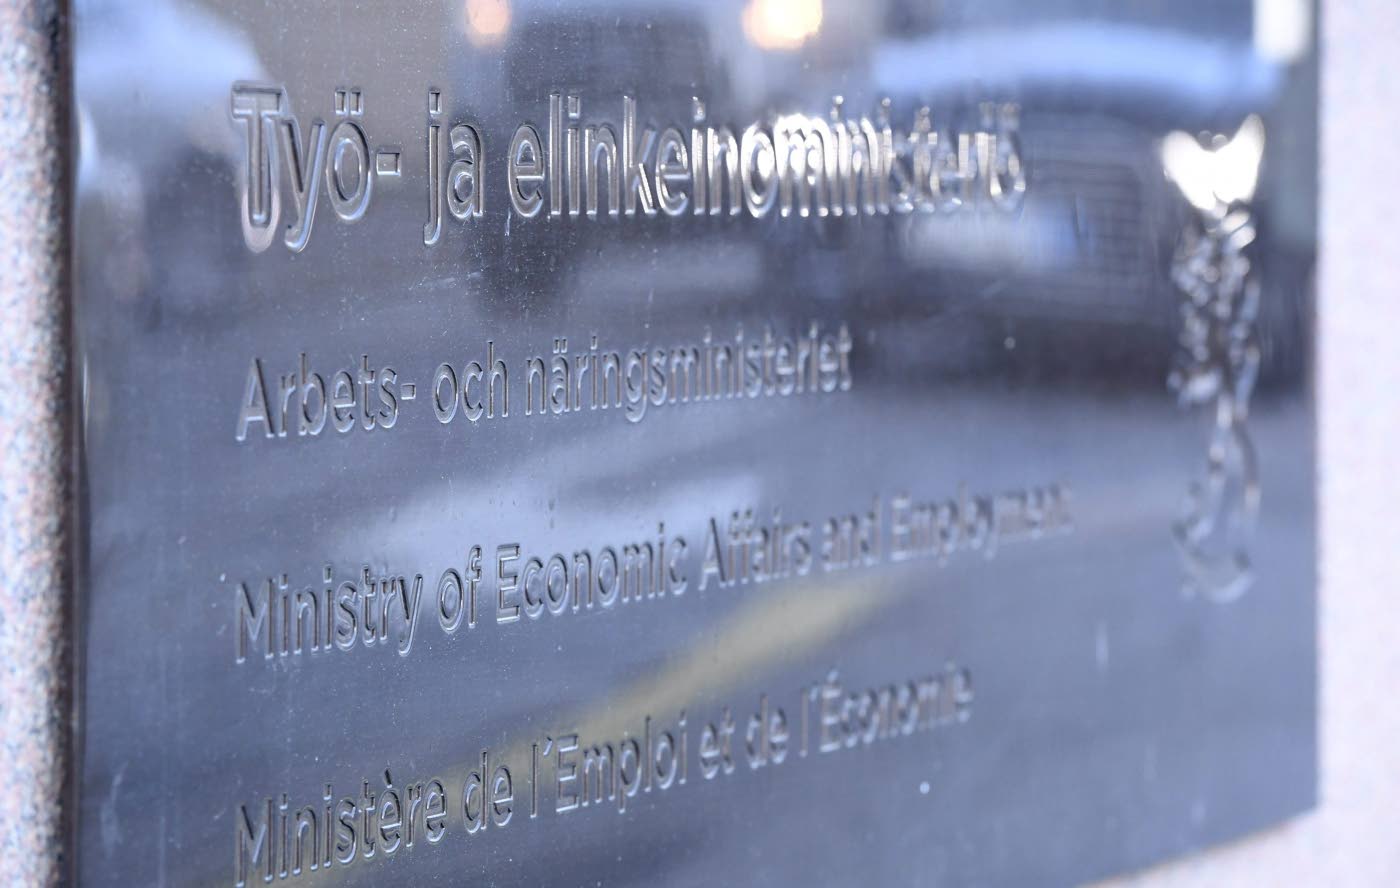 Työ- ja elinkeinoministeriö
Arbets- och näringsministeriet
Ministry of Economic Affairs and Employment
Ministère de l´Emploi et de l´Économie